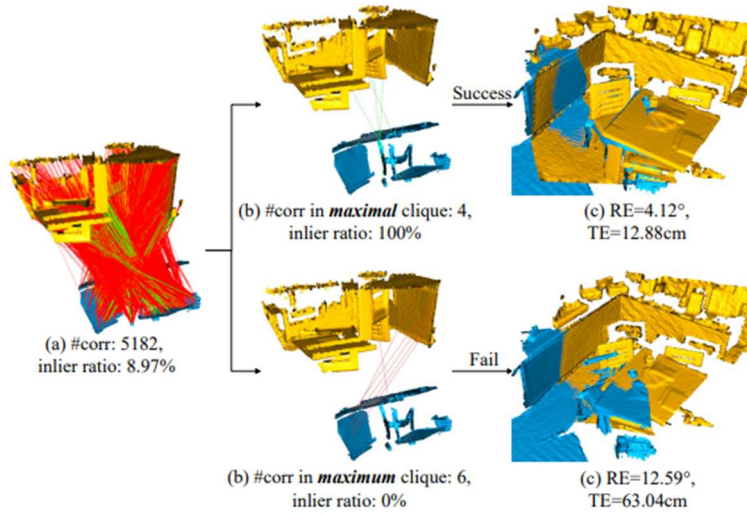 Success
(b) #corr in maximal clique: 4,
inlier ratio: 100%
(c) RE=4.12°,
TE=12.88cm
(a) #corr: 5182,
inlier ratio: 8.97%
Fail
(b) #corr in maximum clique: 6,
inlier ratio: 0%
(c) RE=12.59°,
TE=63.04cm